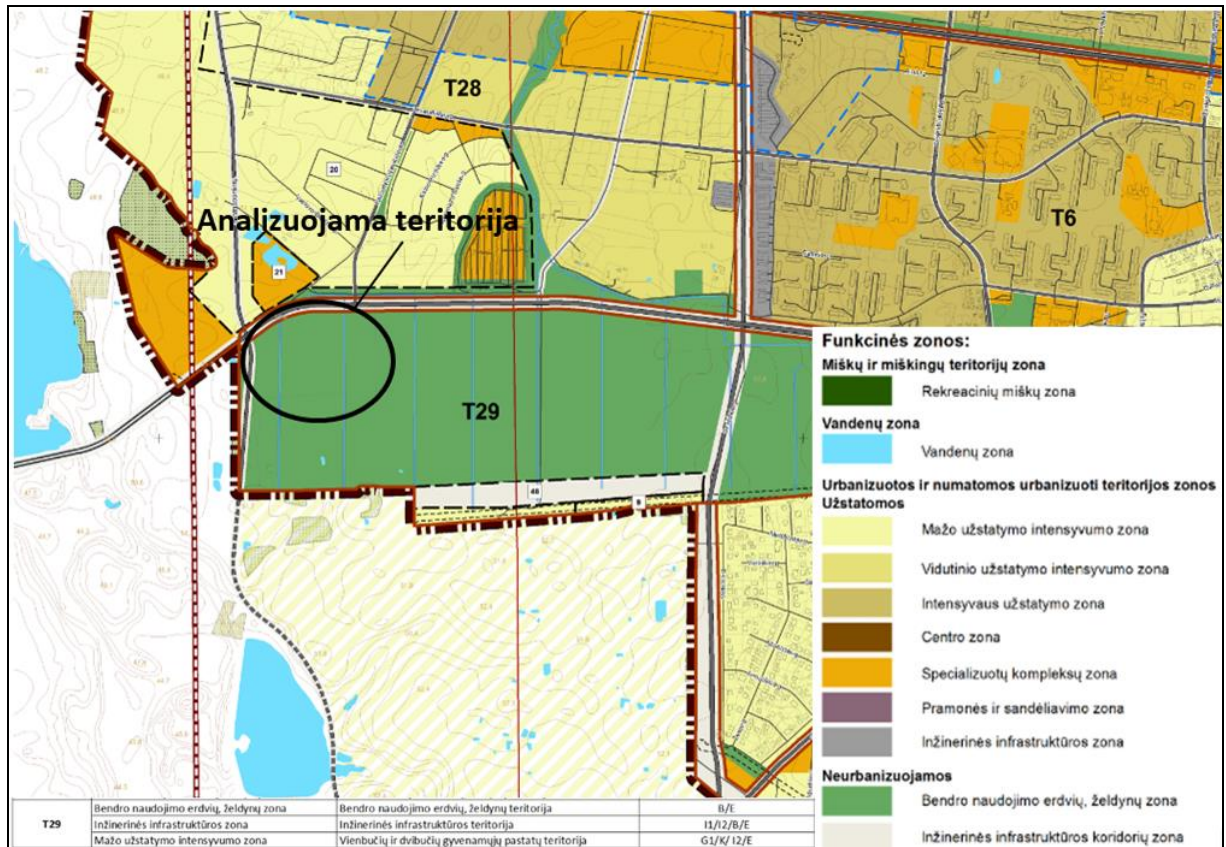 T28
20
Analizuojama teritorija
21
T6
T29
46
9
Funkcinės zonos:
Miškų ir miškingų teritorijų zona
Rekreacinių miškų zona
Vandenų zona
Vandenų zona
Urbanizuotos ir numatomos urbanizuoti teritorijos zonos
Užstatomos
Mažo užstatymo intensyvumo zona
Vidutinio užstatymo intensyvumo zona
Intensyvaus užstatymo zona
Centro zona
Specializuotų kompleksų zona
Pramonės ir sandėliavimo zona
Inžinerinės infrastruktūros zona
Neurbanizuojamos
Bendro naudojimo erdvių, želdynų zona
Inžinerinės infrastruktūros koridorių zona
Bendro naudojimo erdvių, želdynų zona Bendro naudojimo erdvių, želdynų teritorija B/E
T29 Inžinerinės infrastruktūros zona Inžinerinės infrastruktūros teritorija I1/I2/B/E
Mažo užstatymo intensyvumo zona Vienbučių ir dvibučių gyvenamųjų pastatų teritorija G1/K/ I2/E